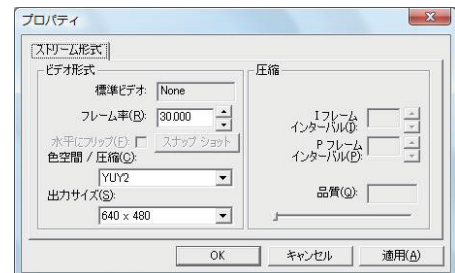 プロパティ
ストリーム形式
ビデオ形式
標準ビデオ: None
フレーム率(R): 30.000
水平にフリップ(F): スナップ ショット
色空間 / 圧縮(C):
YUY2
出力サイズ(S):
640 x 480
圧縮
I フレーム
インターバル(I):
P フレーム
インターバル(P):
品質(Q):
OK キャンセル 適用(A)